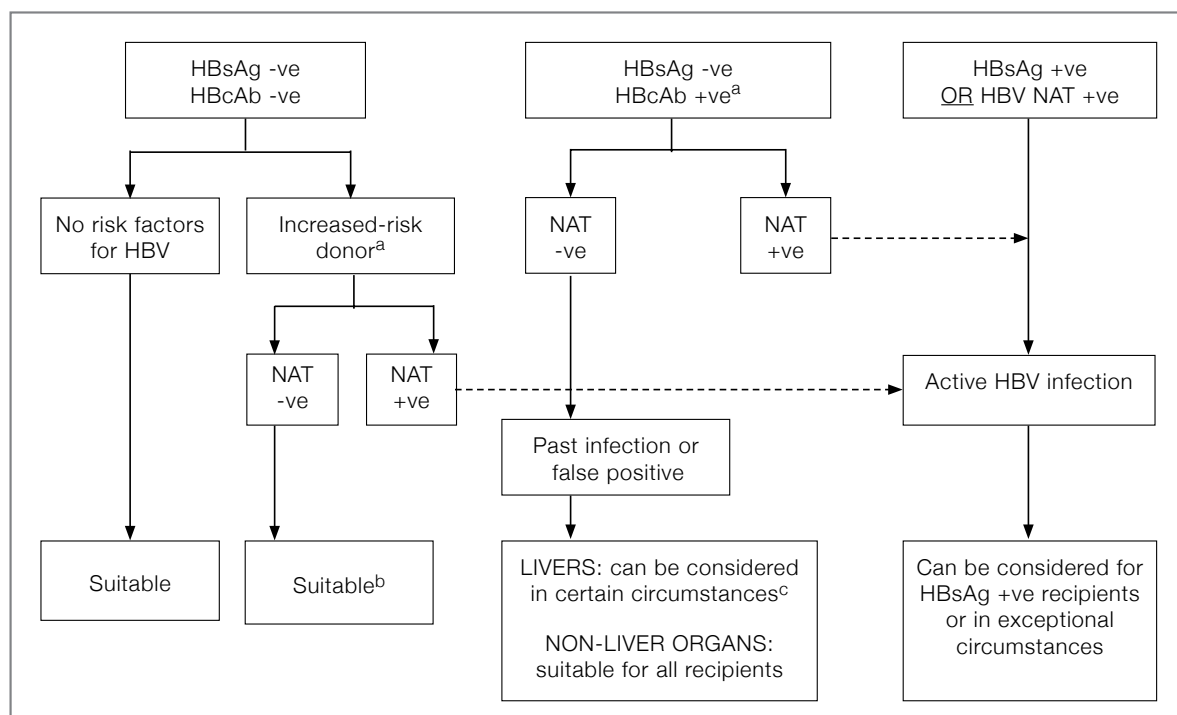 HBsAg -ve
HBcAb -ve
HBsAg -ve
HBcAb +veᵃ
HBsAg +ve
OR HBV NAT +ve
No risk factors
for HBV
Increased-risk
donorᵃ
NAT
-ve
NAT
+ve
NAT
-ve
NAT
+ve
Active HBV infection
Past infection or
false positive
Suitable
Suitableᵇ
LIVERS: can be considered
in certain circumstancesᶜ
NON-LIVER ORGANS:
suitable for all recipients
Can be considered for
HBsAg +ve recipients
or in exceptional
circumstances